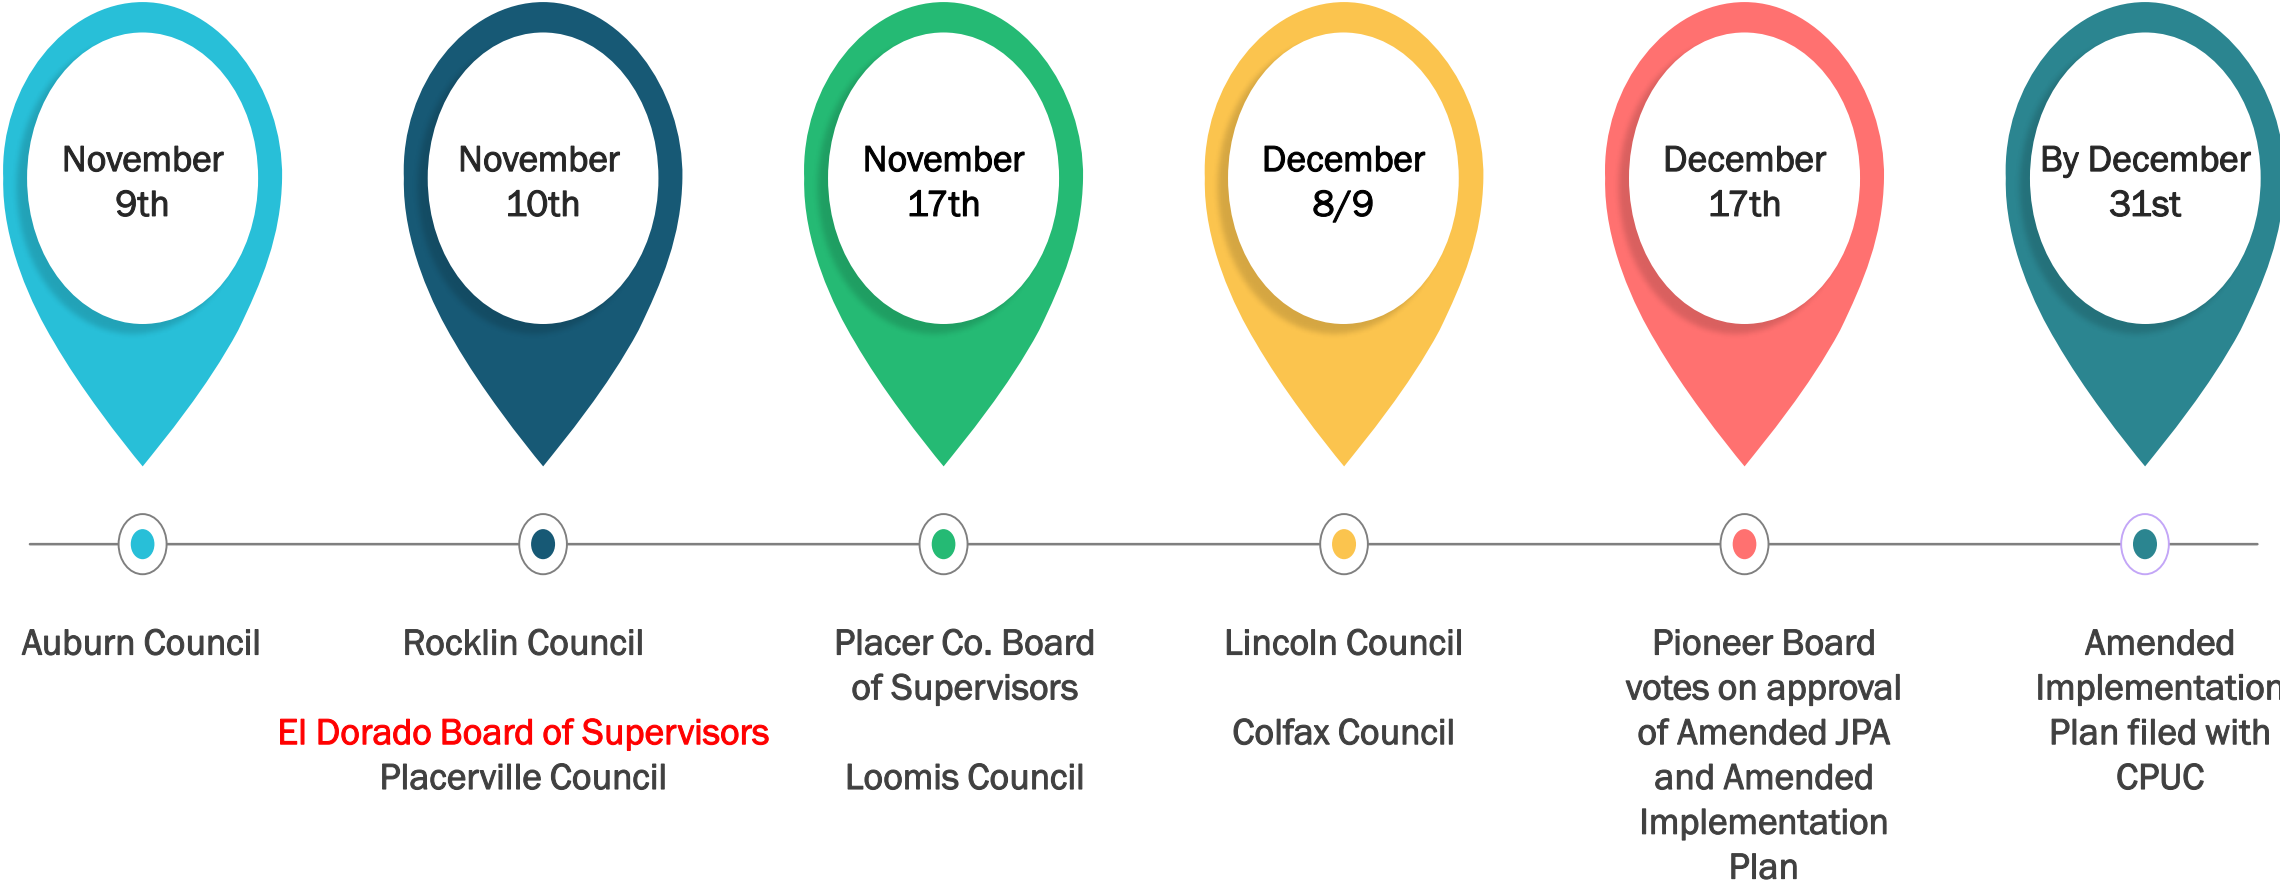 November
9th
November
10th
November
17th
December
8/9
December
17th
By December
31st
Auburn Council
Rocklin Council
El Dorado Board of Supervisors
Placerville Council
Placer Co. Board
of Supervisors
Loomis Council
Lincoln Council
Colfax Council
Pioneer Board
votes on approval
of Amended JPA
and Amended
Implementation
Plan
Amended
Implementation
Plan filed with
CPUC